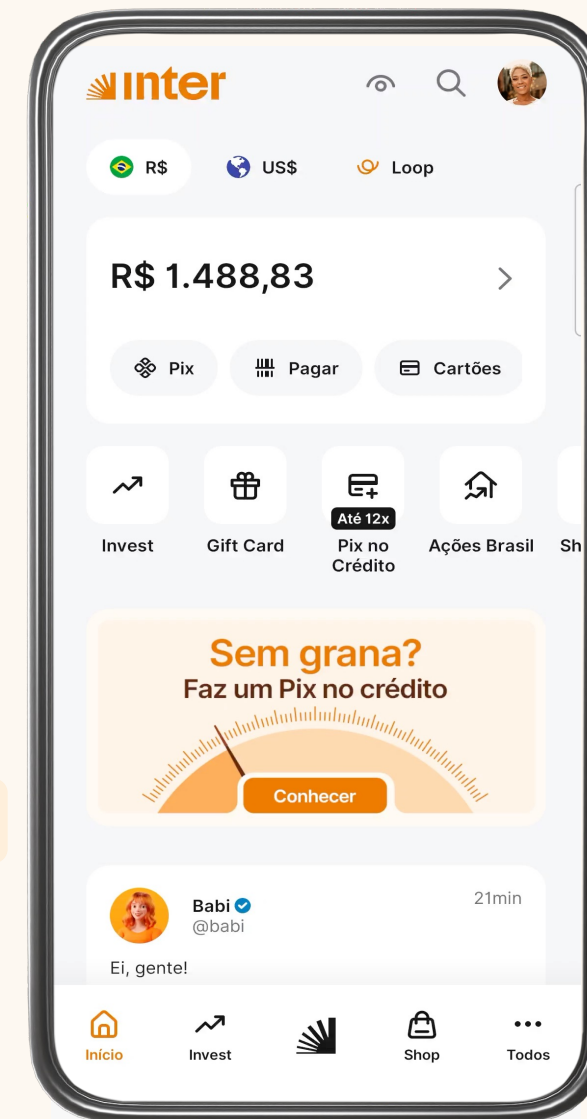 inter
R$ US$ Loop
R$ 1.488,83
Pix Pagar Cartões
Até 12x
Invest Gift Card Pix no Ações Brasil Sh
Crédito
Sem grana?
Faz um Pix no crédito
Conhecer
Babi 21min
@babi
Ei, gente!
Início Invest Shop Todos